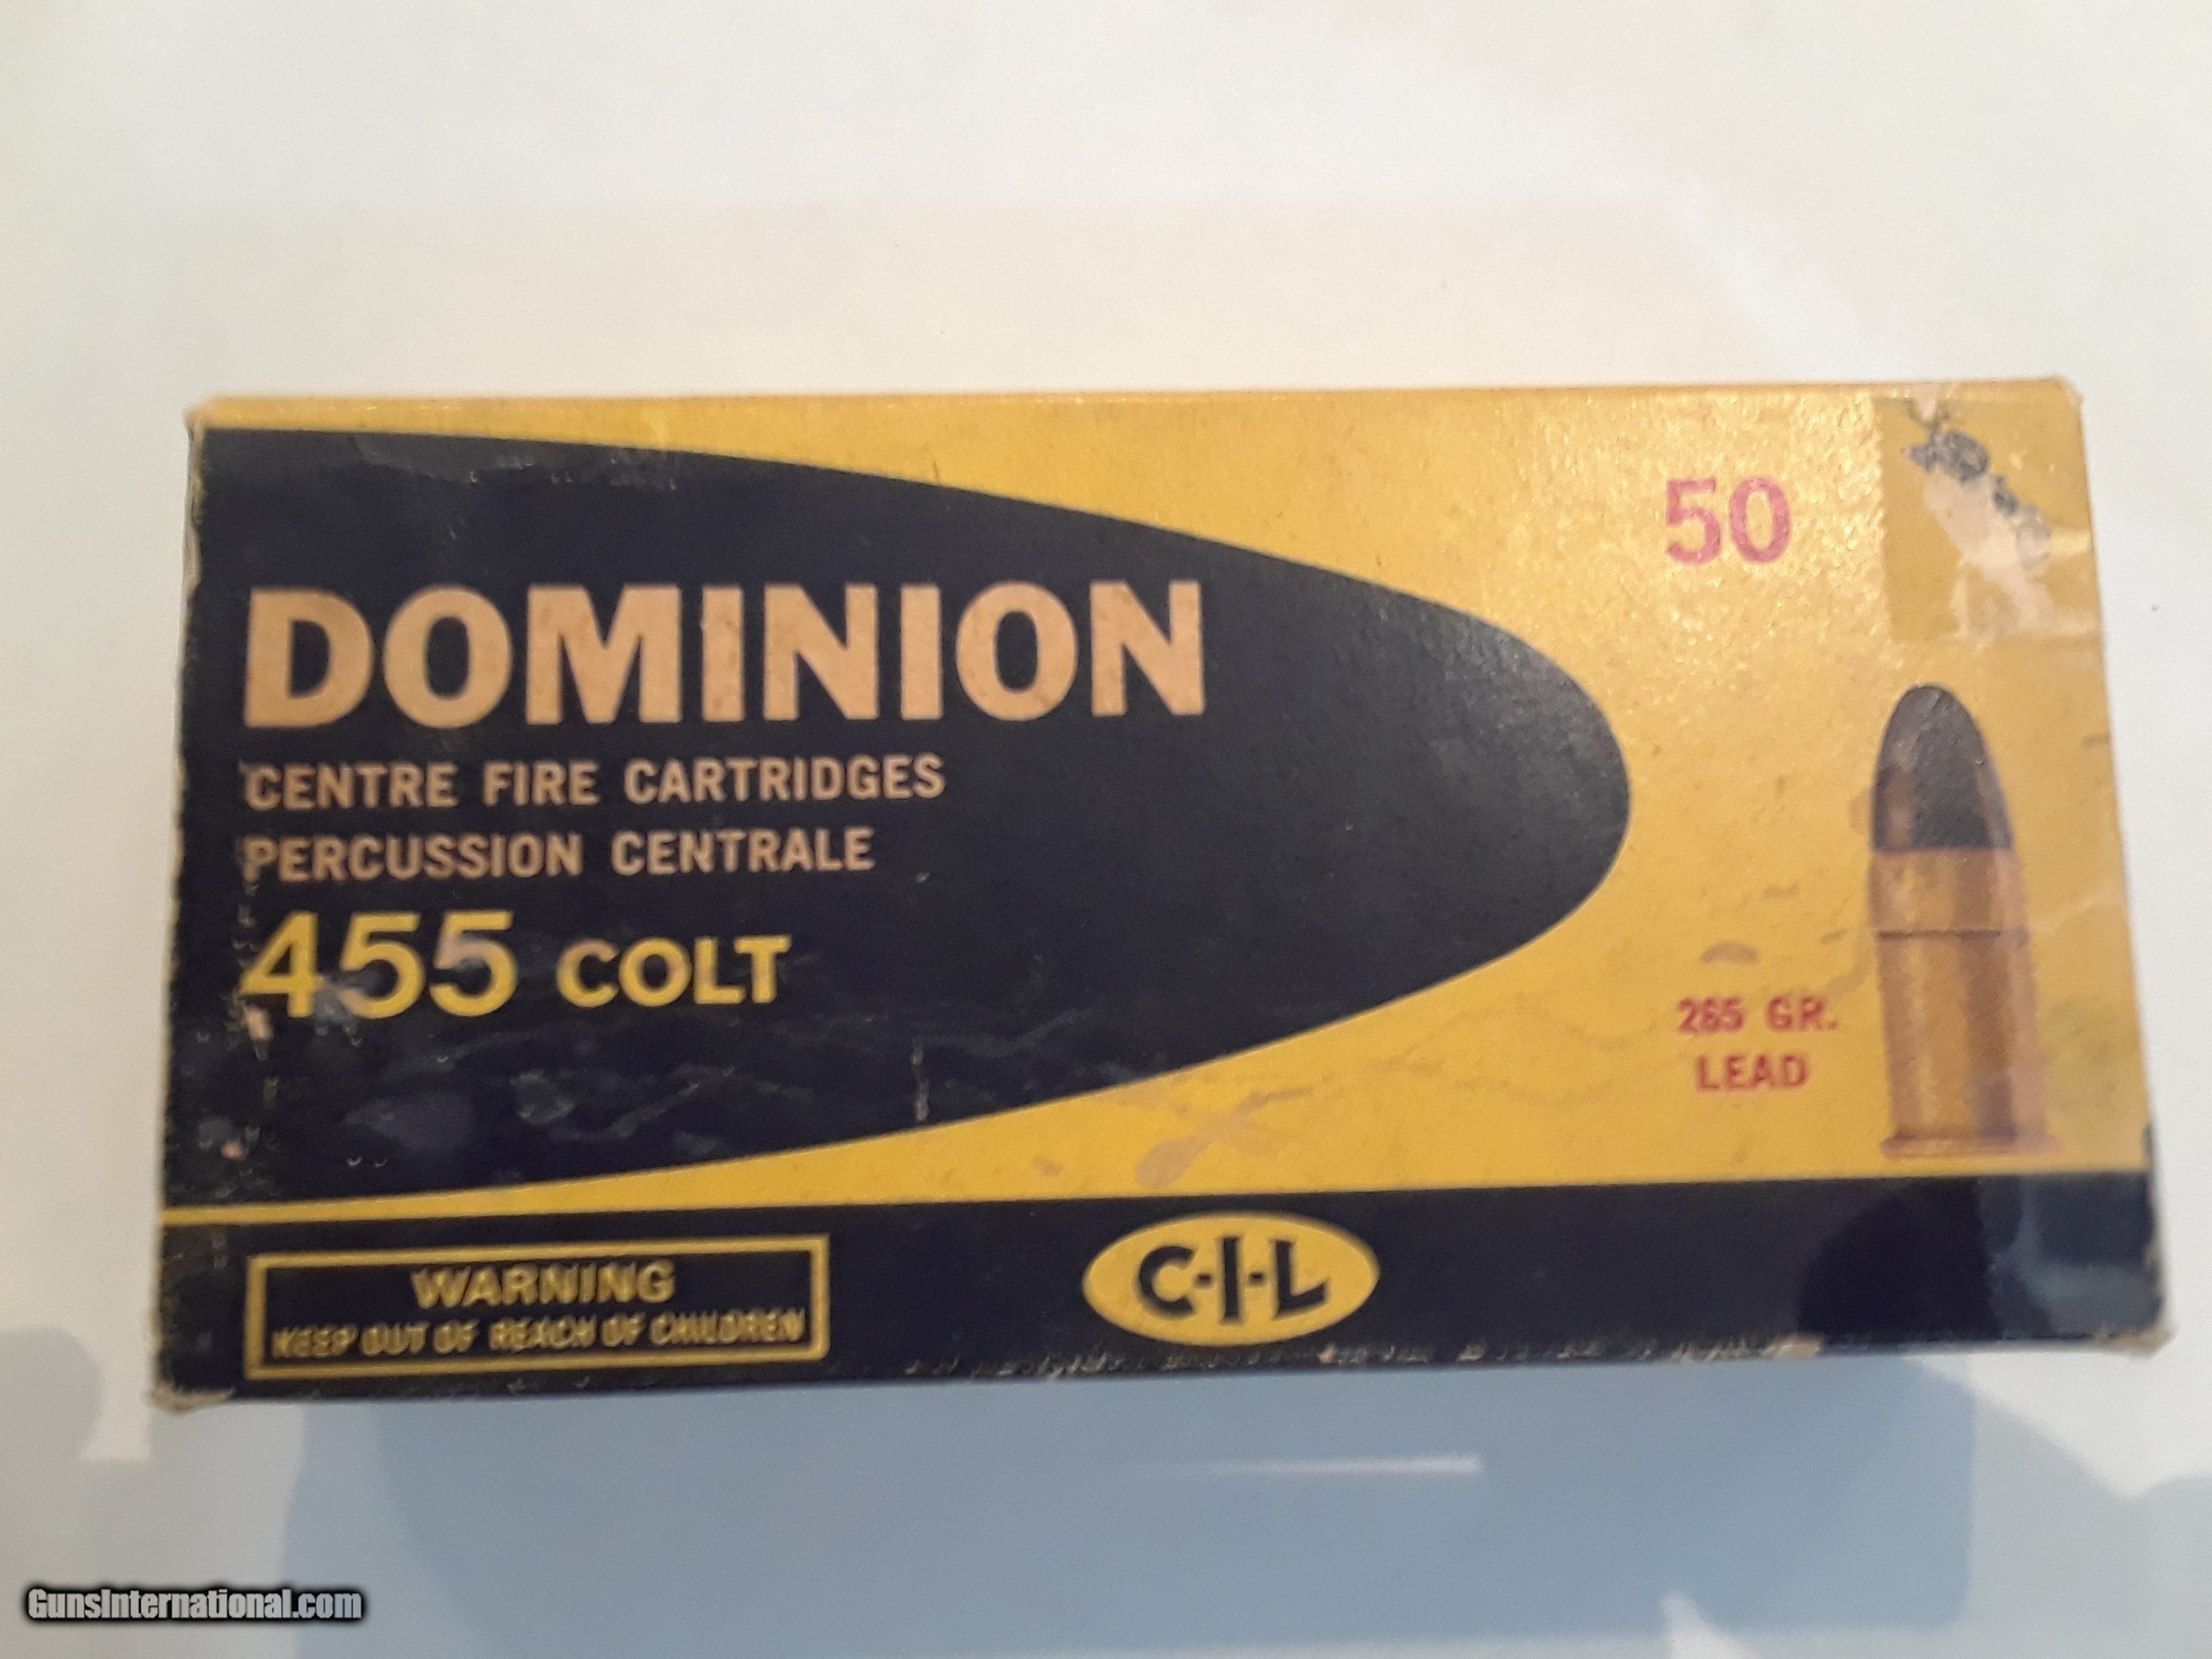 50
DOMINION
CENTRE FIRE CARTRIDGES
PERCUSSION CENTRALE
455 COLT
265 GR.
LEAD
WARNING
KEEP OUT OF REACH OF CHILDREN
C-I-L
GunsInternational.com